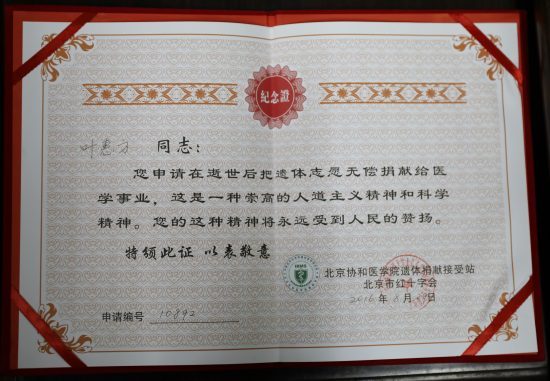 纪念證
叶惠方 同志：
您申请在逝世后把遗体志愿无偿捐献给医
学事业，这是一种崇高的人道主义精神和科学
精神。您的这种精神将永远受到人民的赞扬。
特颁此证 以表敬意
北京协和医学院遗体捐献接受站
北京市红十字会
2016年8月 日
申请编号 10892